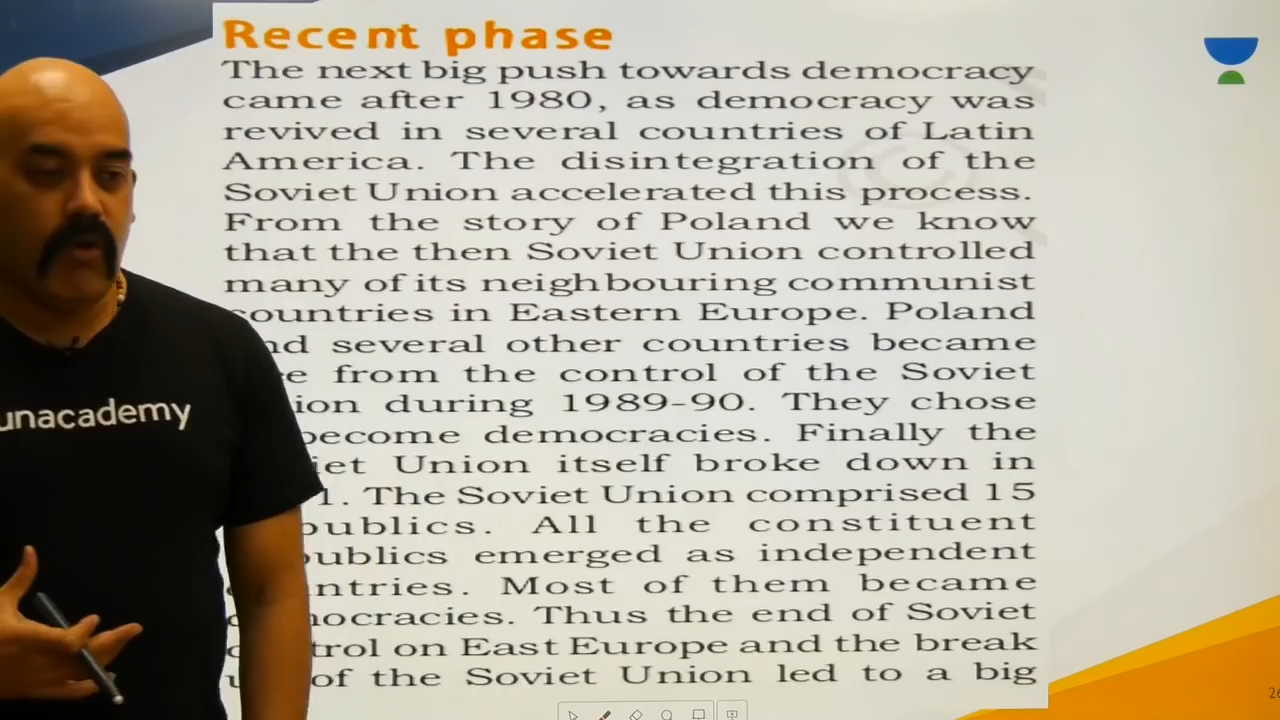 Recent phase
The next big push towards democracy
came after 1980, as democracy was
revived in several countries of Latin
America. The disintegration of the
Soviet Union accelerated this process.
From the story of Poland we know
that the then Soviet Union controlled
many of its neighbouring communist
countries in Eastern Europe. Poland
several other countries became
from the control of the Soviet
during 1989-90. They chose
become democracies. Finally the
Union itself broke down in
The Soviet Union comprised 15
All the constituent
emerged as independent
Most of them became
Thus the end of Soviet
on East Europe and the break
of the Soviet Union led to a big
unacademy